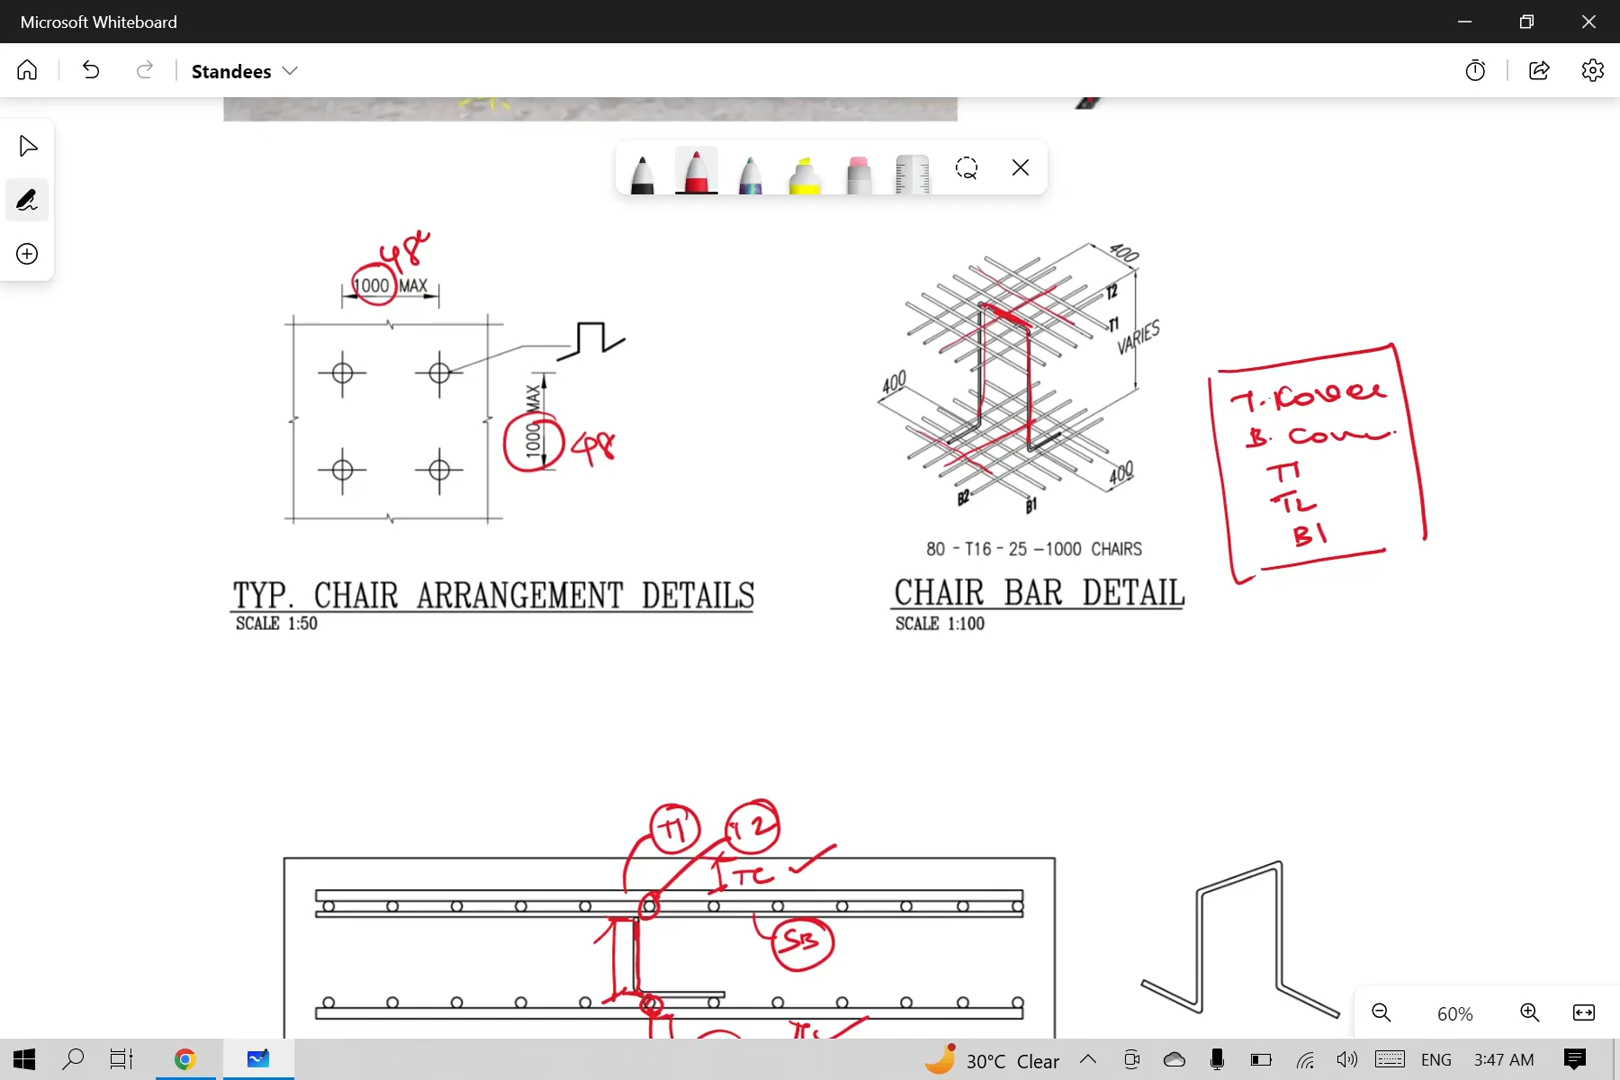 Microsoft Whiteboard
Standees
48"
1000 MAX
1000 MAX
48
400
T2
T1
VARIES
400
400
B2
B1
T. Cover
B. Cover
T1
T2
B1
80 - T16 - 25 -1000 CHAIRS
TYP. CHAIR ARRANGEMENT DETAILS
SCALE 1:50
CHAIR BAR DETAIL
SCALE 1:100
T1
T2
TC
SB
60%
30°C Clear
ENG
3:47 AM